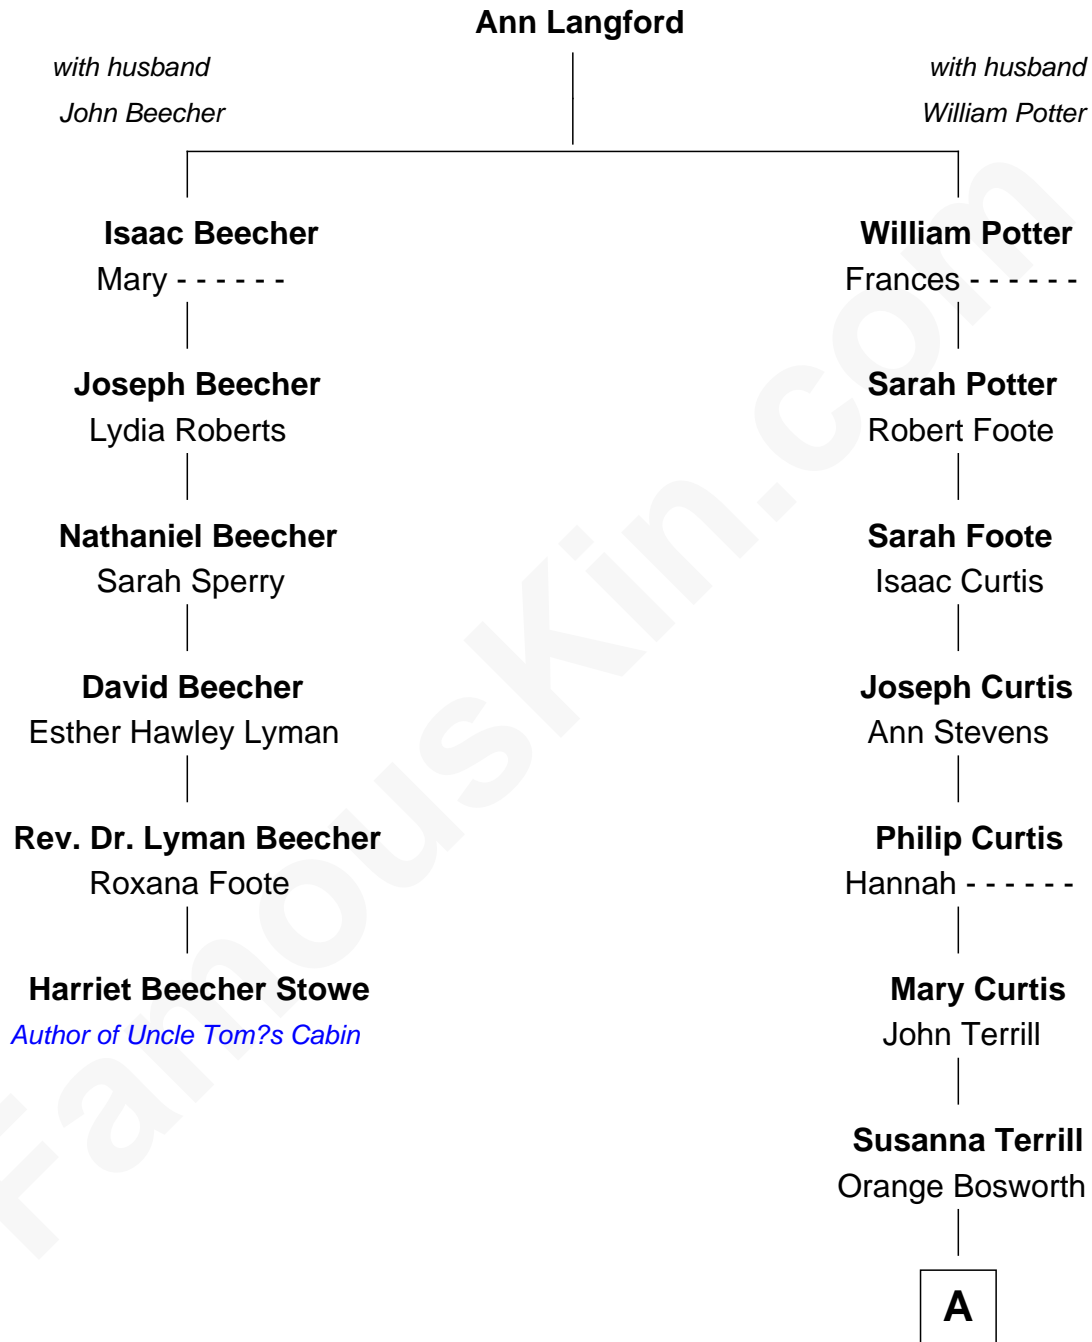 Ann Langford
with husband
John Beecher
with husband
William Potter
Isaac Beecher
Mary - - - - - -
William Potter
Frances - - - - - -
Joseph Beecher
Lydia Roberts
Sarah Potter
Robert Foote
Nathaniel Beecher
Sarah Sperry
Sarah Foote
Isaac Curtis
David Beecher
Esther Hawley Lyman
Joseph Curtis
Ann Stevens
Rev. Dr. Lyman Beecher
Roxana Foote
Philip Curtis
Hannah - - - - - -
Harriet Beecher Stowe
Author of Uncle Tom?s Cabin
Mary Curtis
John Terrill
Susanna Terrill
Orange Bosworth
A
FamousKin.com